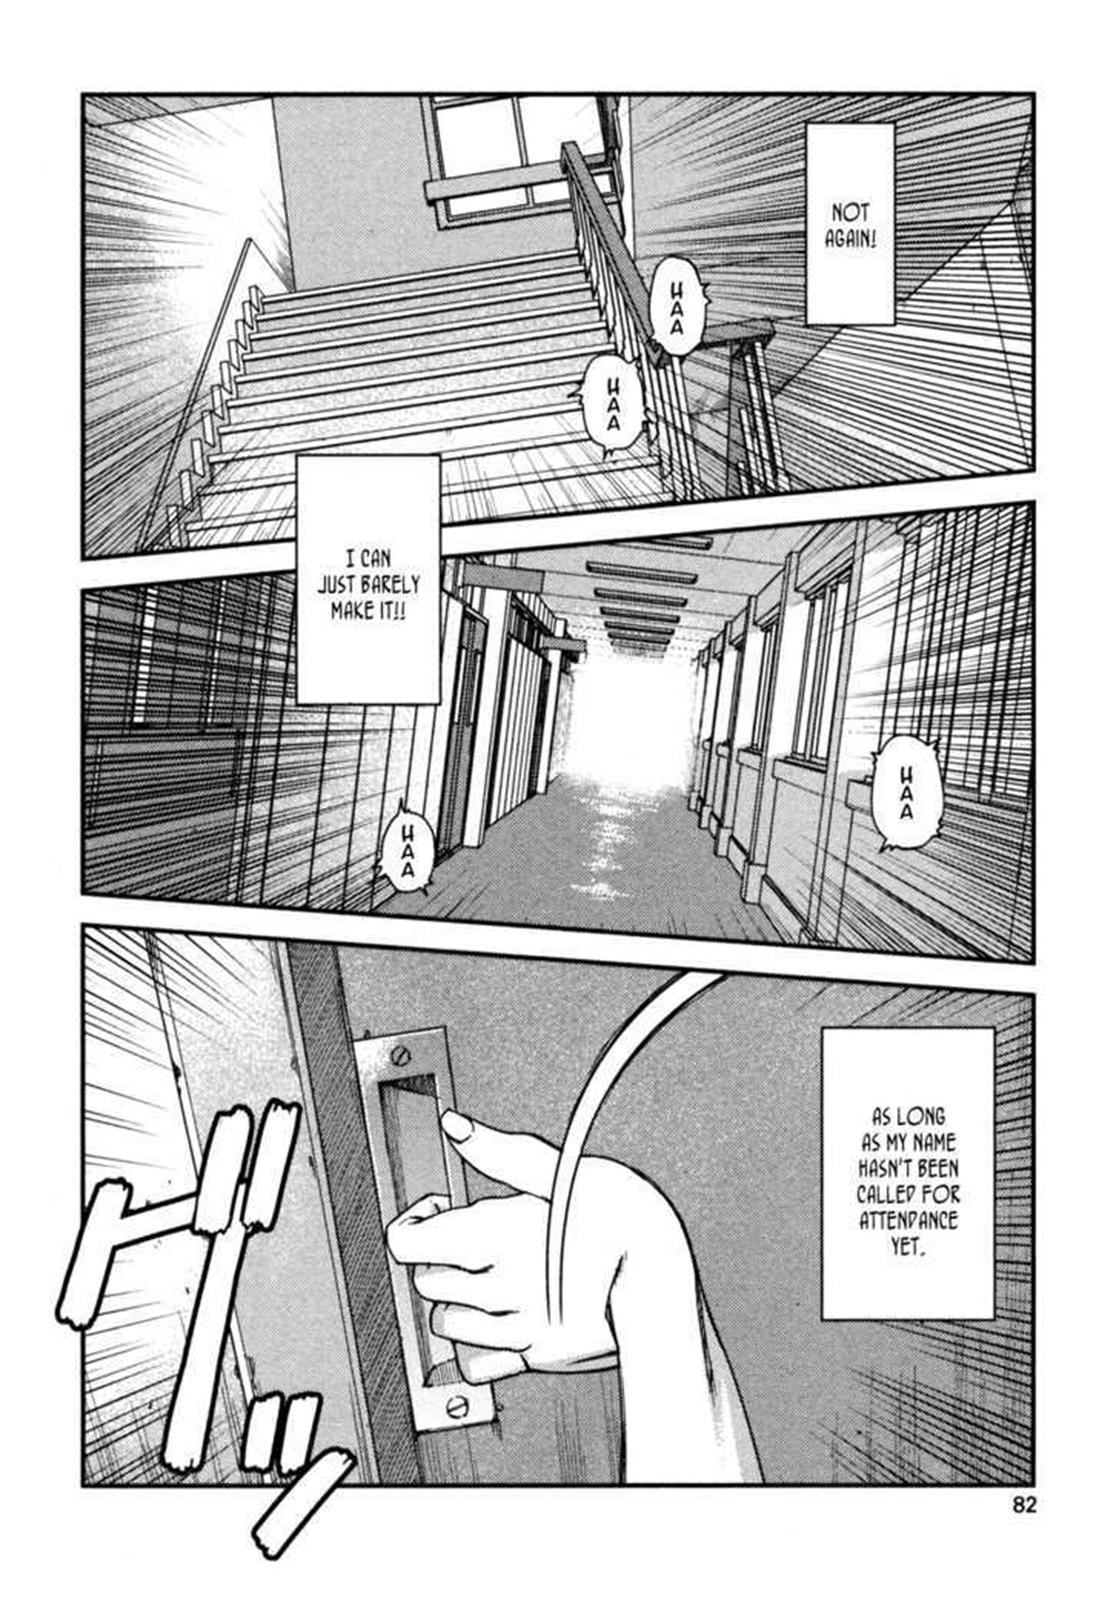 NOT
AGAIN!
HAA
HAA
I CAN
JUST BARELY
MAKE IT!!
HAA
HAA
AS LONG
AS MY NAME
HASN'T BEEN
CALLED FOR
ATTENDANCE
YET.
82